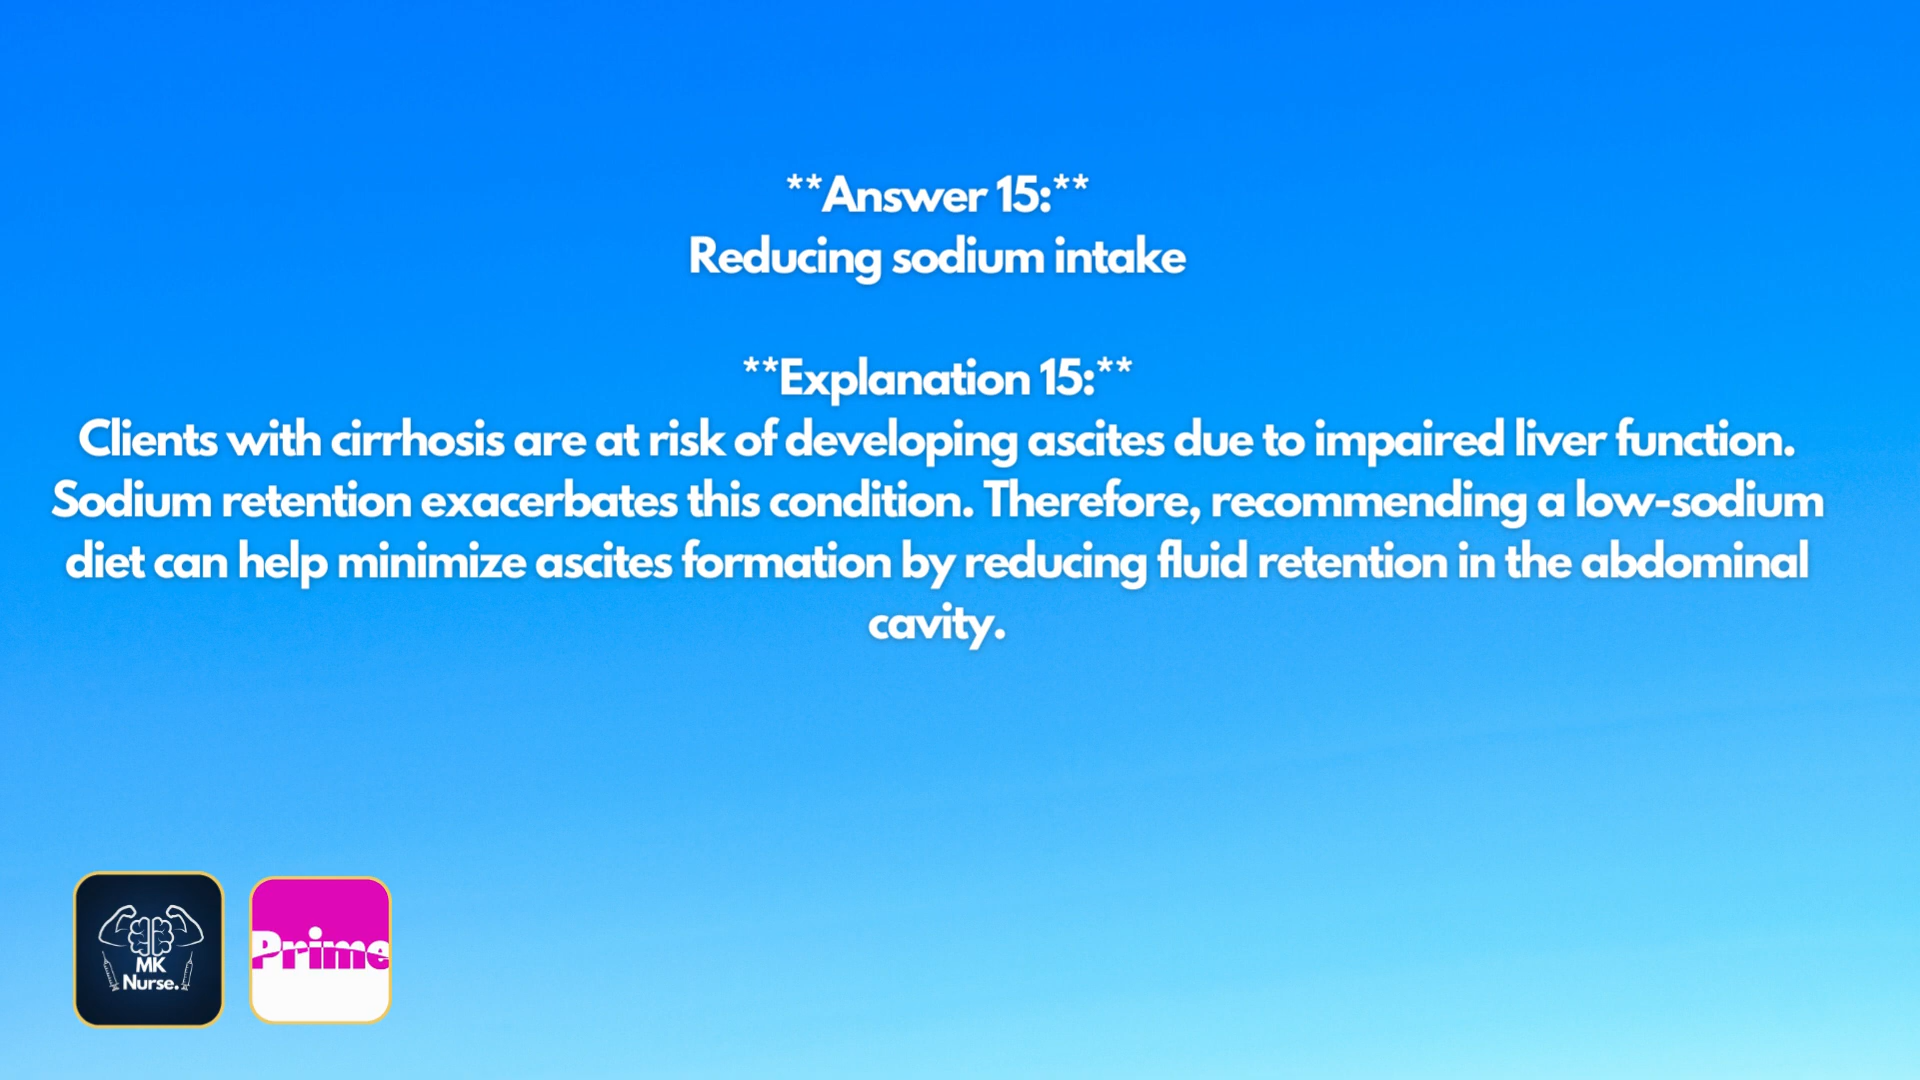 **Answer 15:**
Reducing sodium intake
**Explanation 15:**
Clients with cirrhosis are at risk of developing ascites due to impaired liver function.
Sodium retention exacerbates this condition. Therefore, recommending a low-sodium
diet can help minimize ascites formation by reducing fluid retention in the abdominal
cavity.
MK
Nurse.
Prime